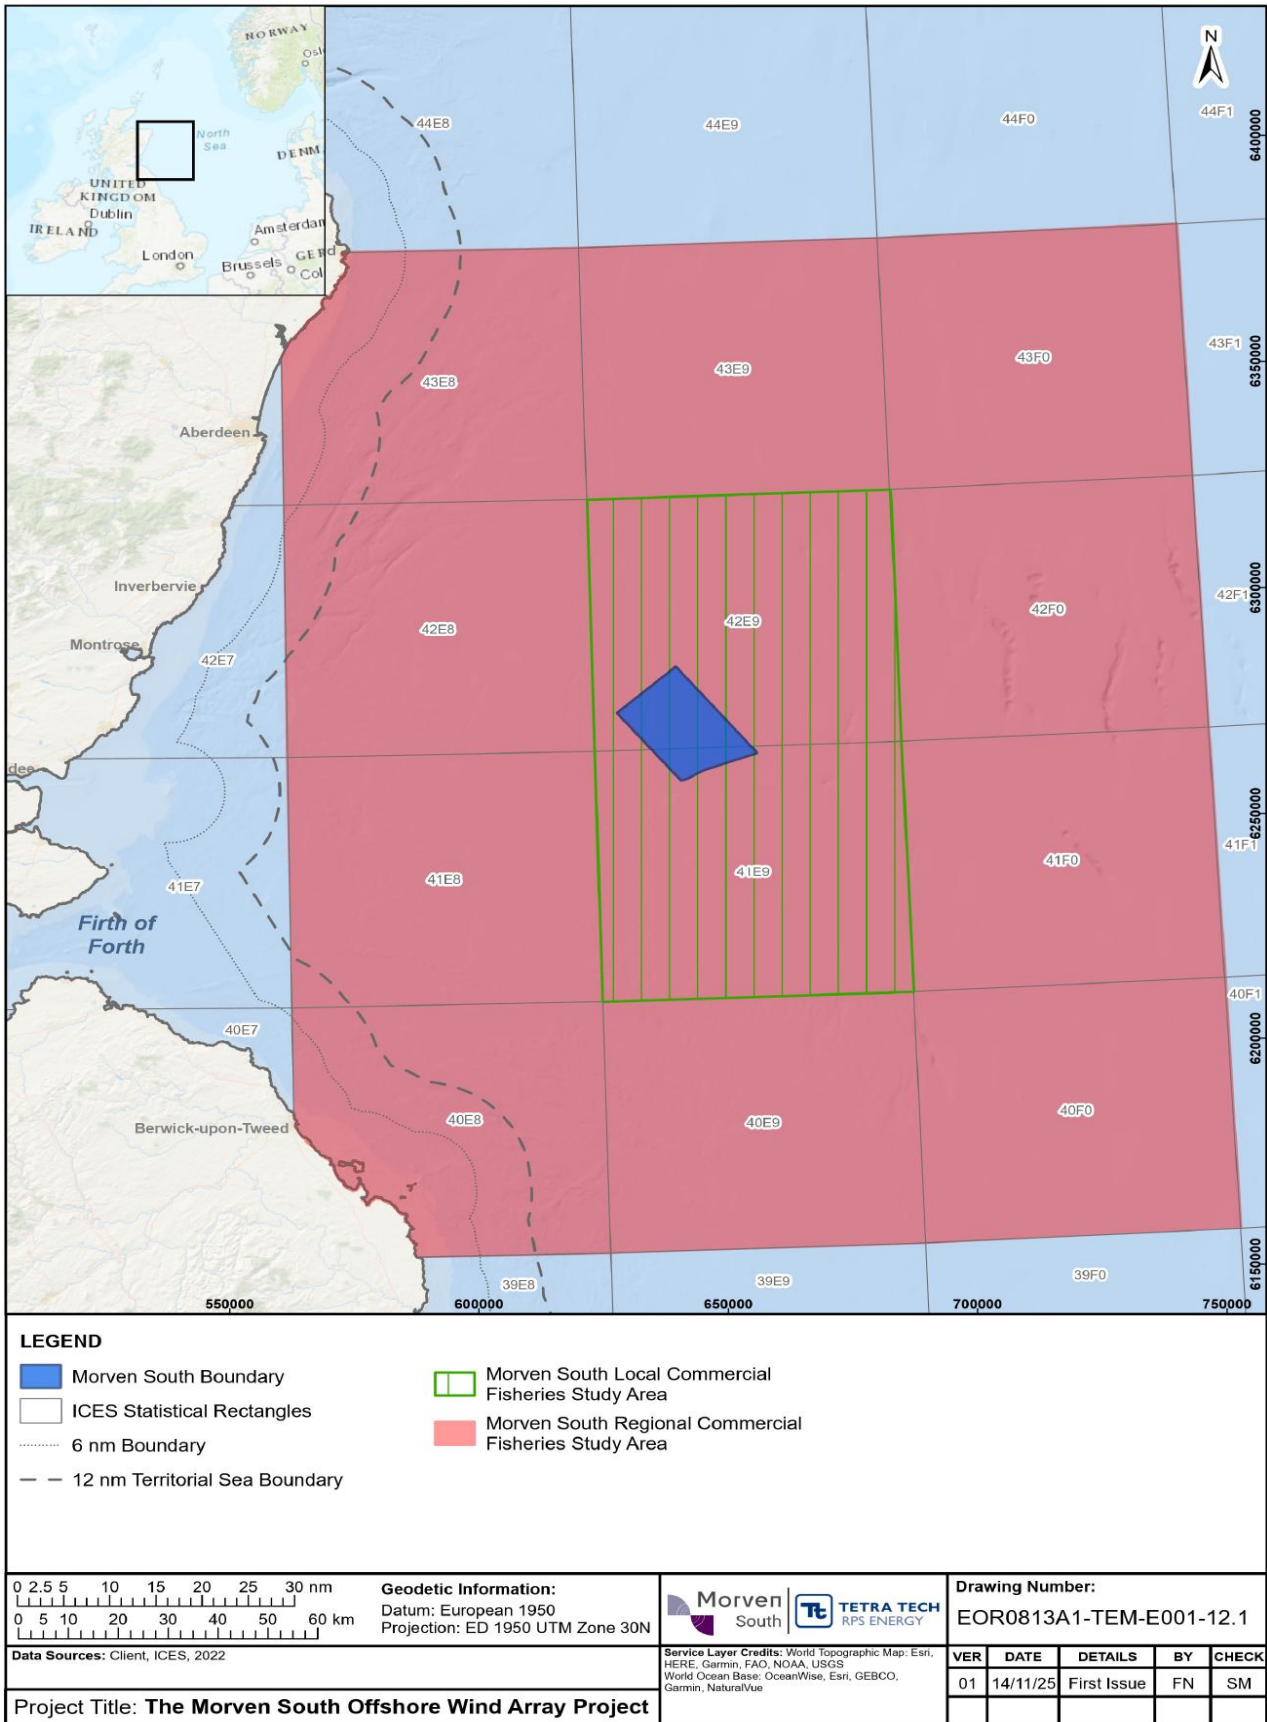 NORWAY
Osl
North
Sea
DENM
UNITED
KINGDOM
Dublin
IRELAND
Amsterdan
London
Brussels
GER
d
Col
N
44E8
44E9
44F0
44F1
6400000
43E8
43E9
43F0
43F1
6350000
Aberdeen
Inverbervie
Montrose
42E7
42E8
42E9
42F0
42F1
6300000
dee
41E7
41E8
41E9
41F0
41F1
6250000
Firth of
Forth
40E7
40E8
40E9
40F0
40F1
6200000
Berwick-upon-Tweed
39E8
39E9
39F0
6150000
550000
600000
650000
700000
750000
LEGEND
Morven South Boundary
ICES Statistical Rectangles
6 nm Boundary
12 nm Territorial Sea Boundary
Morven South Local Commercial
Fisheries Study Area
Morven South Regional Commercial
Fisheries Study Area
0 2.5 5 10 15 20 25 30 nm
0 5 10 20 30 40 50 60 km
Geodetic Information:
Datum: European 1950
Projection: ED 1950 UTM Zone 30N
Data Sources: Client, ICES, 2022
Project Title: The Morven South Offshore Wind Array Project
Morven
South
Tt
TETRA TECH
RPS ENERGY
Service Layer Credits: World Topographic Map: Esri,
HERE, Garmin, FAO, NOAA, USGS
World Ocean Base: OceanWise, Esri, GEBCO,
Garmin, NaturalVue
Drawing Number:
EOR0813A1-TEM-E001-12.1
VER DATE DETAILS BY CHECK
01 14/11/25 First Issue FN SM